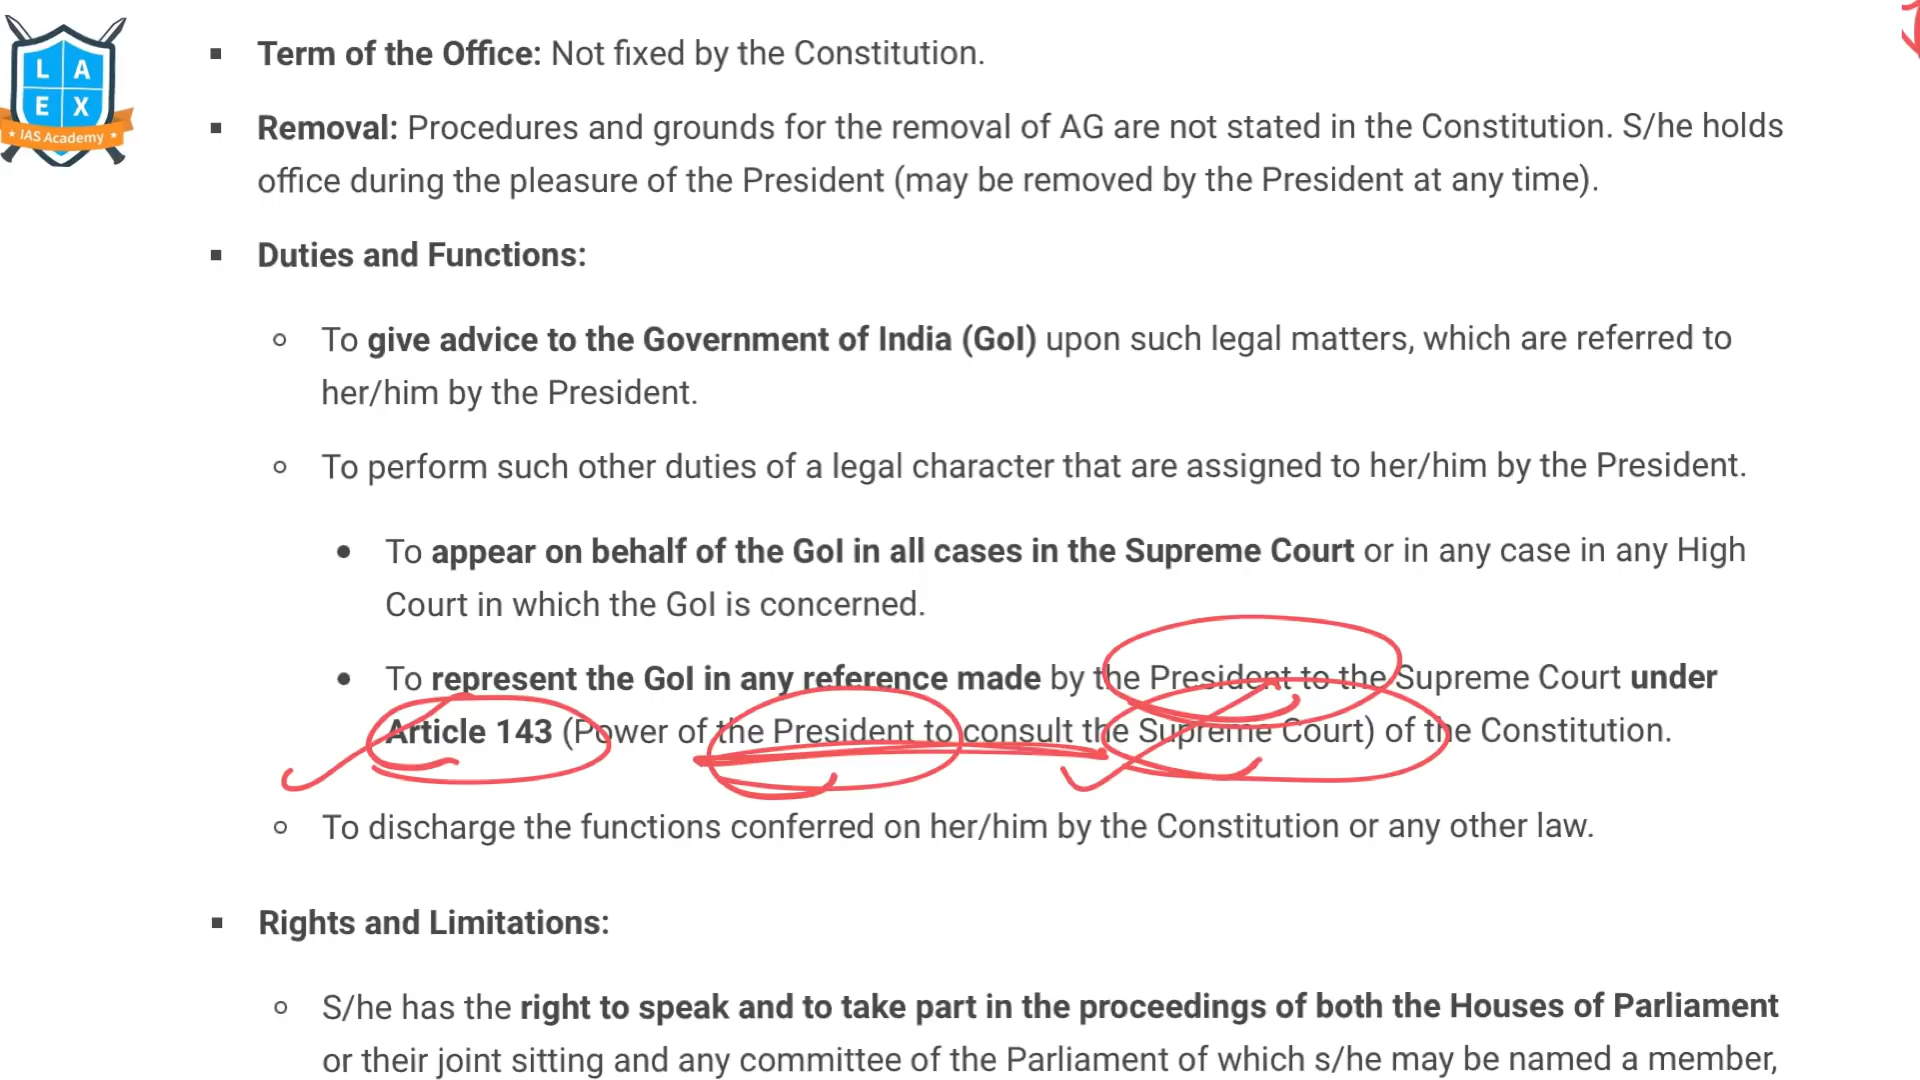 L A
E X
★ IAS Academy ★
▪ Term of the Office: Not fixed by the Constitution.
▪ Removal: Procedures and grounds for the removal of AG are not stated in the Constitution. S/he holds
office during the pleasure of the President (may be removed by the President at any time).
▪ Duties and Functions:
○ To give advice to the Government of India (GoI) upon such legal matters, which are referred to
her/him by the President.
○ To perform such other duties of a legal character that are assigned to her/him by the President.
● To appear on behalf of the GoI in all cases in the Supreme Court or in any case in any High
Court in which the GoI is concerned.
● To represent the GoI in any reference made by the President to the Supreme Court under
Article 143 (Power of the President to consult the Supreme Court) of the Constitution.
○ To discharge the functions conferred on her/him by the Constitution or any other law.
▪ Rights and Limitations:
○ S/he has the right to speak and to take part in the proceedings of both the Houses of Parliament
or their joint sitting and any committee of the Parliament of which s/he may be named a member,